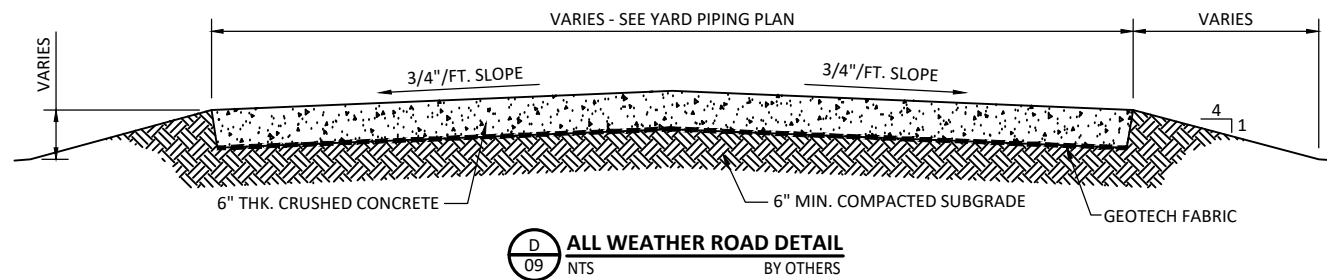 VARIES - SEE YARD PIPING PLAN
VARIES
VARIES
3/4"/FT. SLOPE
3/4"/FT. SLOPE
4
1
6" THK. CRUSHED CONCRETE
6" MIN. COMPACTED SUBGRADE
GEOTECH FABRIC
D
09
ALL WEATHER ROAD DETAIL
NTS BY OTHERS